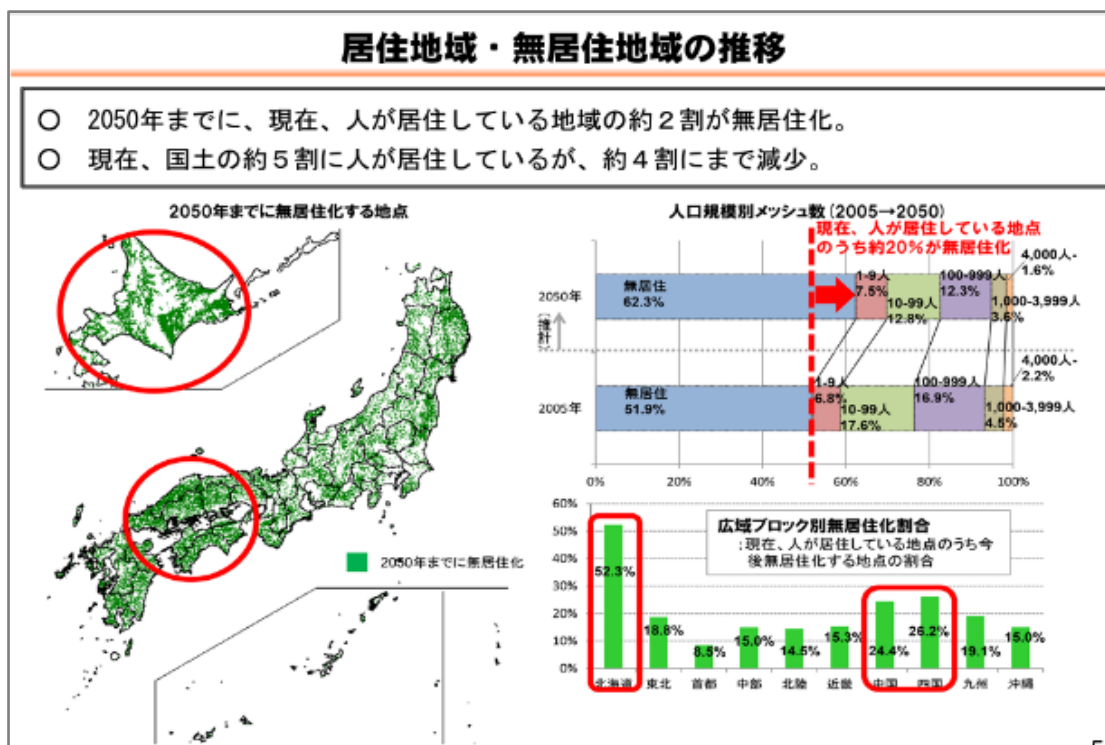 居住地域・無居住地域の推移
○ 2050年までに、現在、人が居住している地域の約２割が無居住化。
○ 現在、国土の約５割に人が居住しているが、約４割にまで減少。
2050年までに無居住化する地点
2050年までに無居住化
人口規模別メッシュ数(2005→2050)
現在、人が居住している地点
のうち約20%が無居住化
2050年
無居住
62.3%
1-9人
7.5%
10-99人
12.8%
100-999人
12.3%
1,000-3,999人
3.6%
4,000人-
1.6%
(推計)
2005年
無居住
51.9%
1-9人
6.8%
10-99人
17.6%
100-999人
16.9%
1,000-3,999人
4.5%
4,000人-
2.2%
0% 20% 40% 60% 80% 100%
広域ブロック別無居住化割合
:現在、人が居住している地点のうち今
後無居住化する地点の割合
60%
50%
40%
30%
20%
10%
0%
52.3%
18.8%
8.5%
15.0%
14.5%
15.3%
24.4%
26.2%
19.1%
15.0%
北海道 東北 首都 中部 北陸 近畿 中国 四国 九州 沖縄